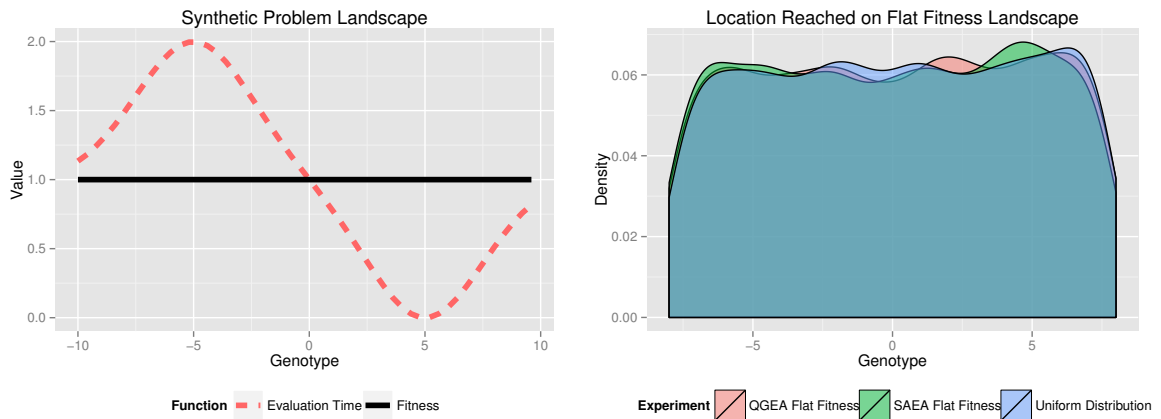 Synthetic Problem Landscape
2.0
1.5
1.0
0.5
0.0
Value
−10
−5
0
5
10
Genotype
Function Evaluation Time Fitness
Location Reached on Flat Fitness Landscape
0.06
0.04
0.02
0.00
Density
−5
0
5
Genotype
Experiment QGEA Flat Fitness SAEA Flat Fitness Uniform Distribution